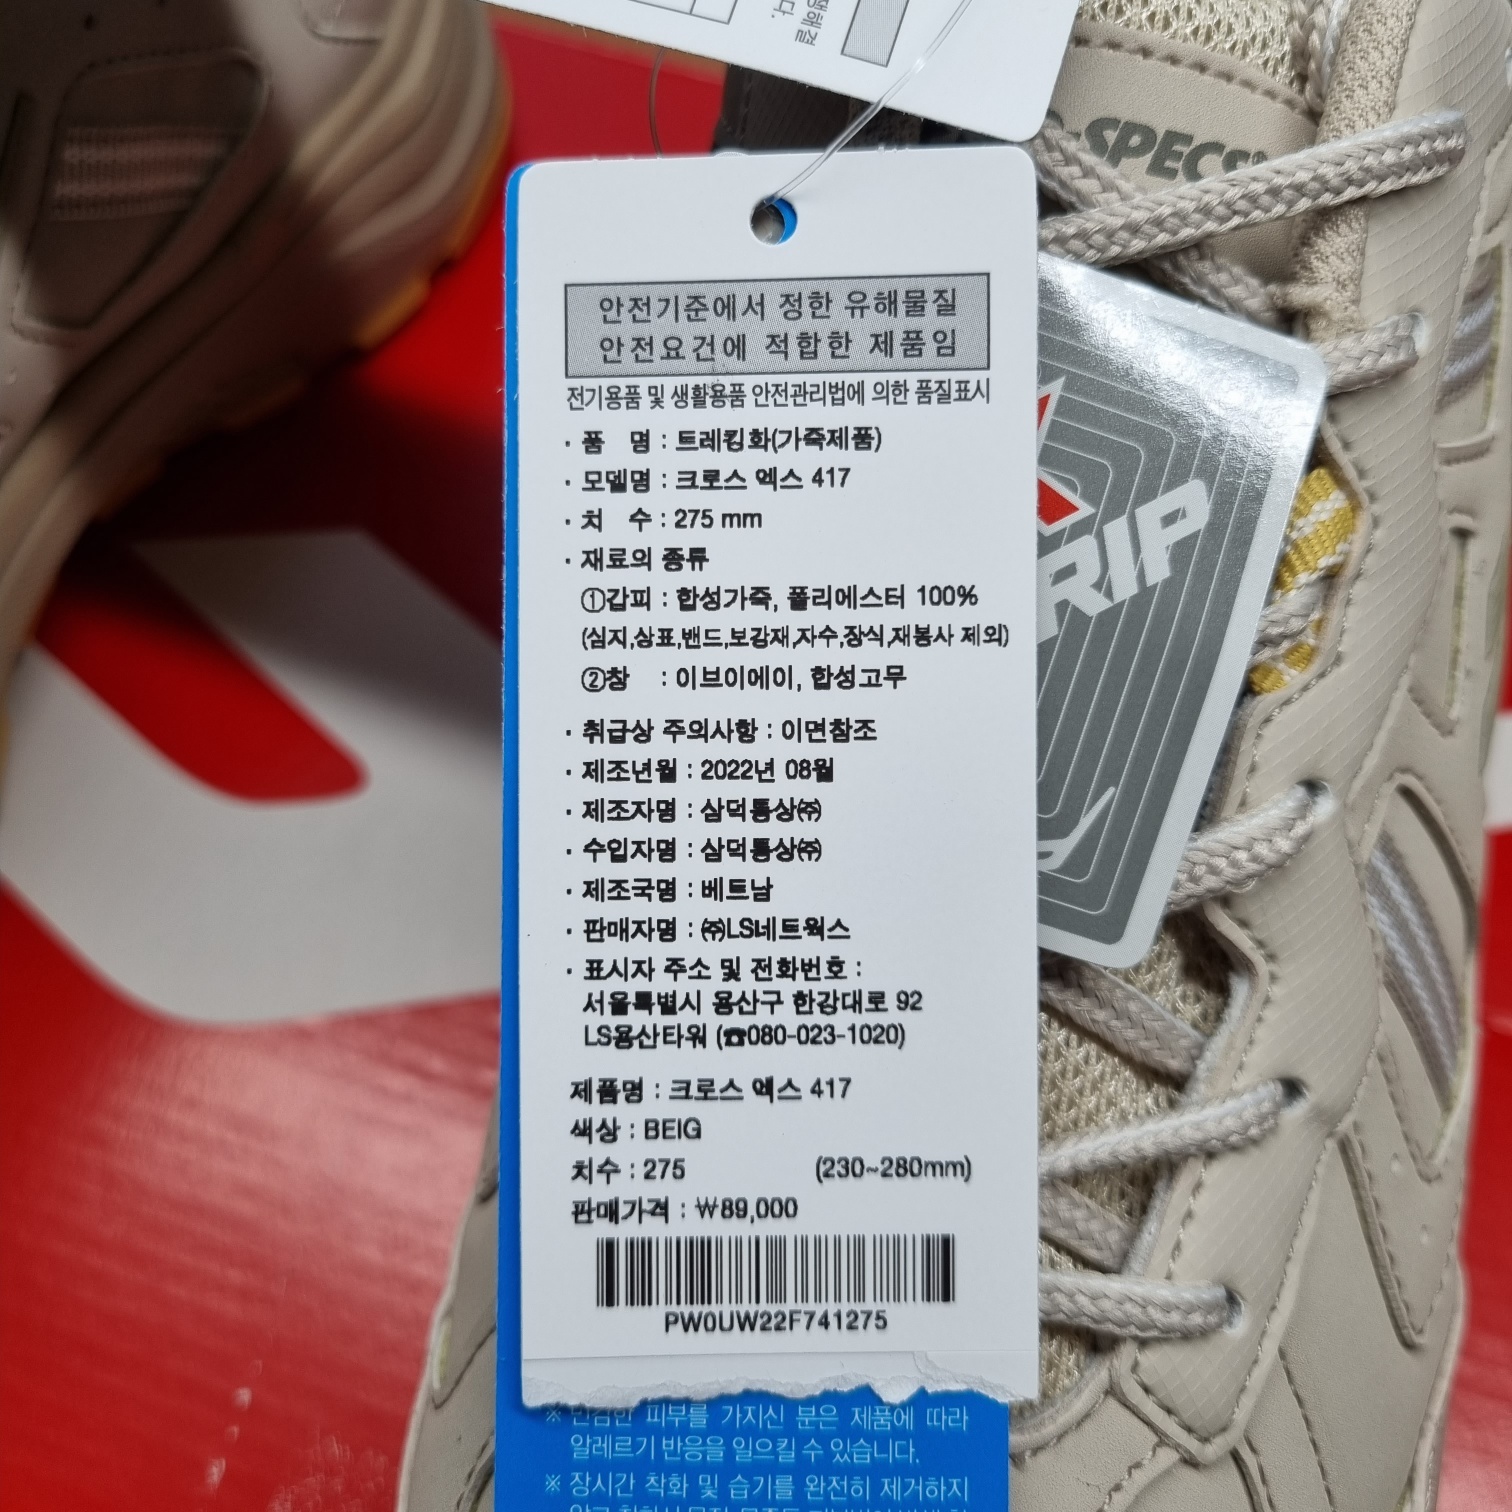 -SPECS
안전기준에서 정한 유해물질
안전요건에 적합한 제품임
전기용품 및 생활용품 안전관리법에 의한 품질표시
· 품 명 : 트레킹화(가죽제품)
· 모델명 : 크로스 엑스 417
· 치 수 : 275 mm
· 재료의 종류
①갑피 : 합성가죽, 폴리에스터 100%
(심지,상표,밴드,보강재,자수,장식,재봉사 제외)
②창 : 이브이에이, 합성고무
· 취급상 주의사항 : 이면참조
· 제조년월 : 2022년 08월
· 제조자명 : 삼덕통상㈜
· 수입자명 : 삼덕통상㈜
· 제조국명 : 베트남
· 판매자명 : ㈜LS네트웍스
· 표시자 주소 및 전화번호 :
서울특별시 용산구 한강대로 92
LS용산타워 (☎080-023-1020)
제품명 : 크로스 엑스 417
색상 : BEIG
치수 : 275 (230~280mm)
판매가격 : ₩89,000
PW0UW22F741275
RIP
※ 민감한 피부를 가지신 분은 제품에 따라
알레르기 반응을 일으킬 수 있습니다.
※ 장시간 착화 및 습기를 완전히 제거하지